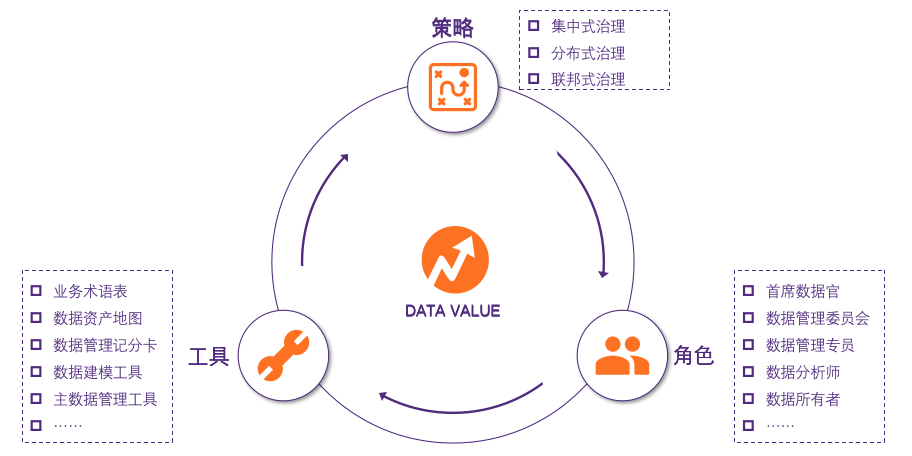 策略
集中式治理
分布式治理
联邦式治理
DATA VALUE
工具
业务术语表
数据资产地图
数据管理记分卡
数据建模工具
主数据管理工具
……
角色
首席数据官
数据管理委员会
数据管理专员
数据分析师
数据所有者
……